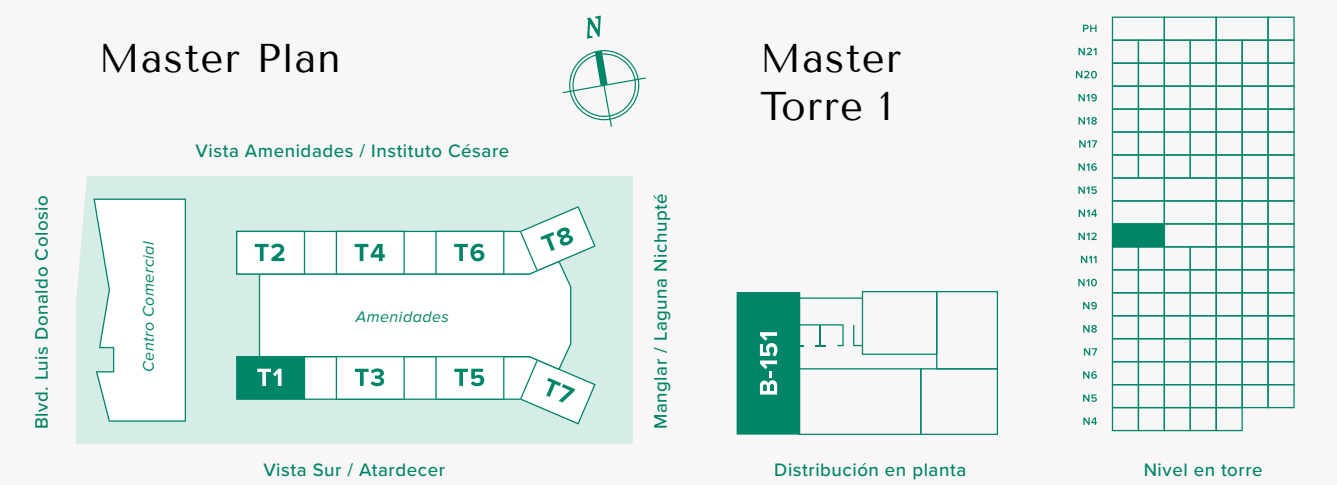 Master Plan
N
Vista Amenidades / Instituto Césare
Blvd. Luis Donaldo Colosio
Centro Comercial
T2
T4
T6
T8
Amenidades
T1
T3
T5
T7
Manglar / Laguna Nichupté
Vista Sur / Atardecer
Master
Torre 1
B-151
Distribución en planta
PH
N21
N20
N19
N18
N17
N16
N15
N14
N12
N11
N10
N9
N8
N7
N6
N5
N4
Nivel en torre